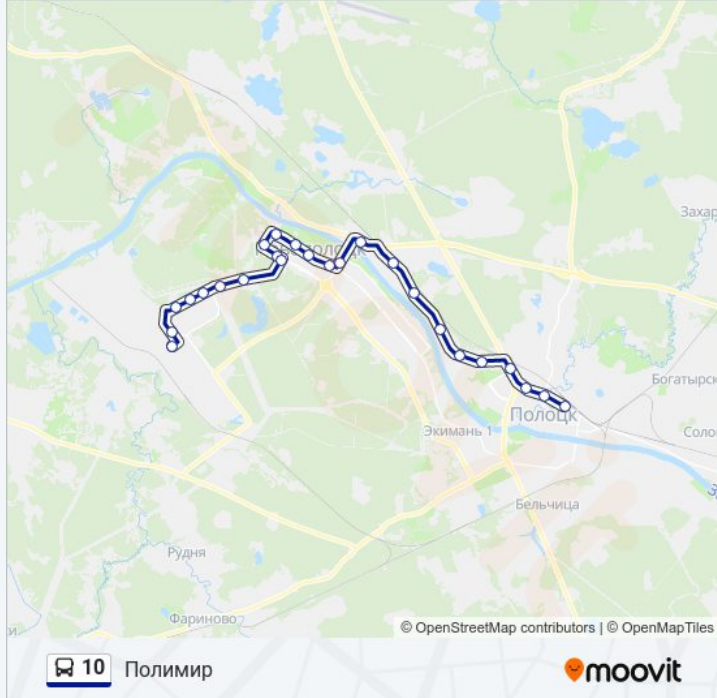 Захар
Богатырск
Полоцк
Экимань 1
Соло
Бельчица
Рудня
Фариново
© OpenStreetMap contributors | © OpenMapTiles
10 Полимир
moovit